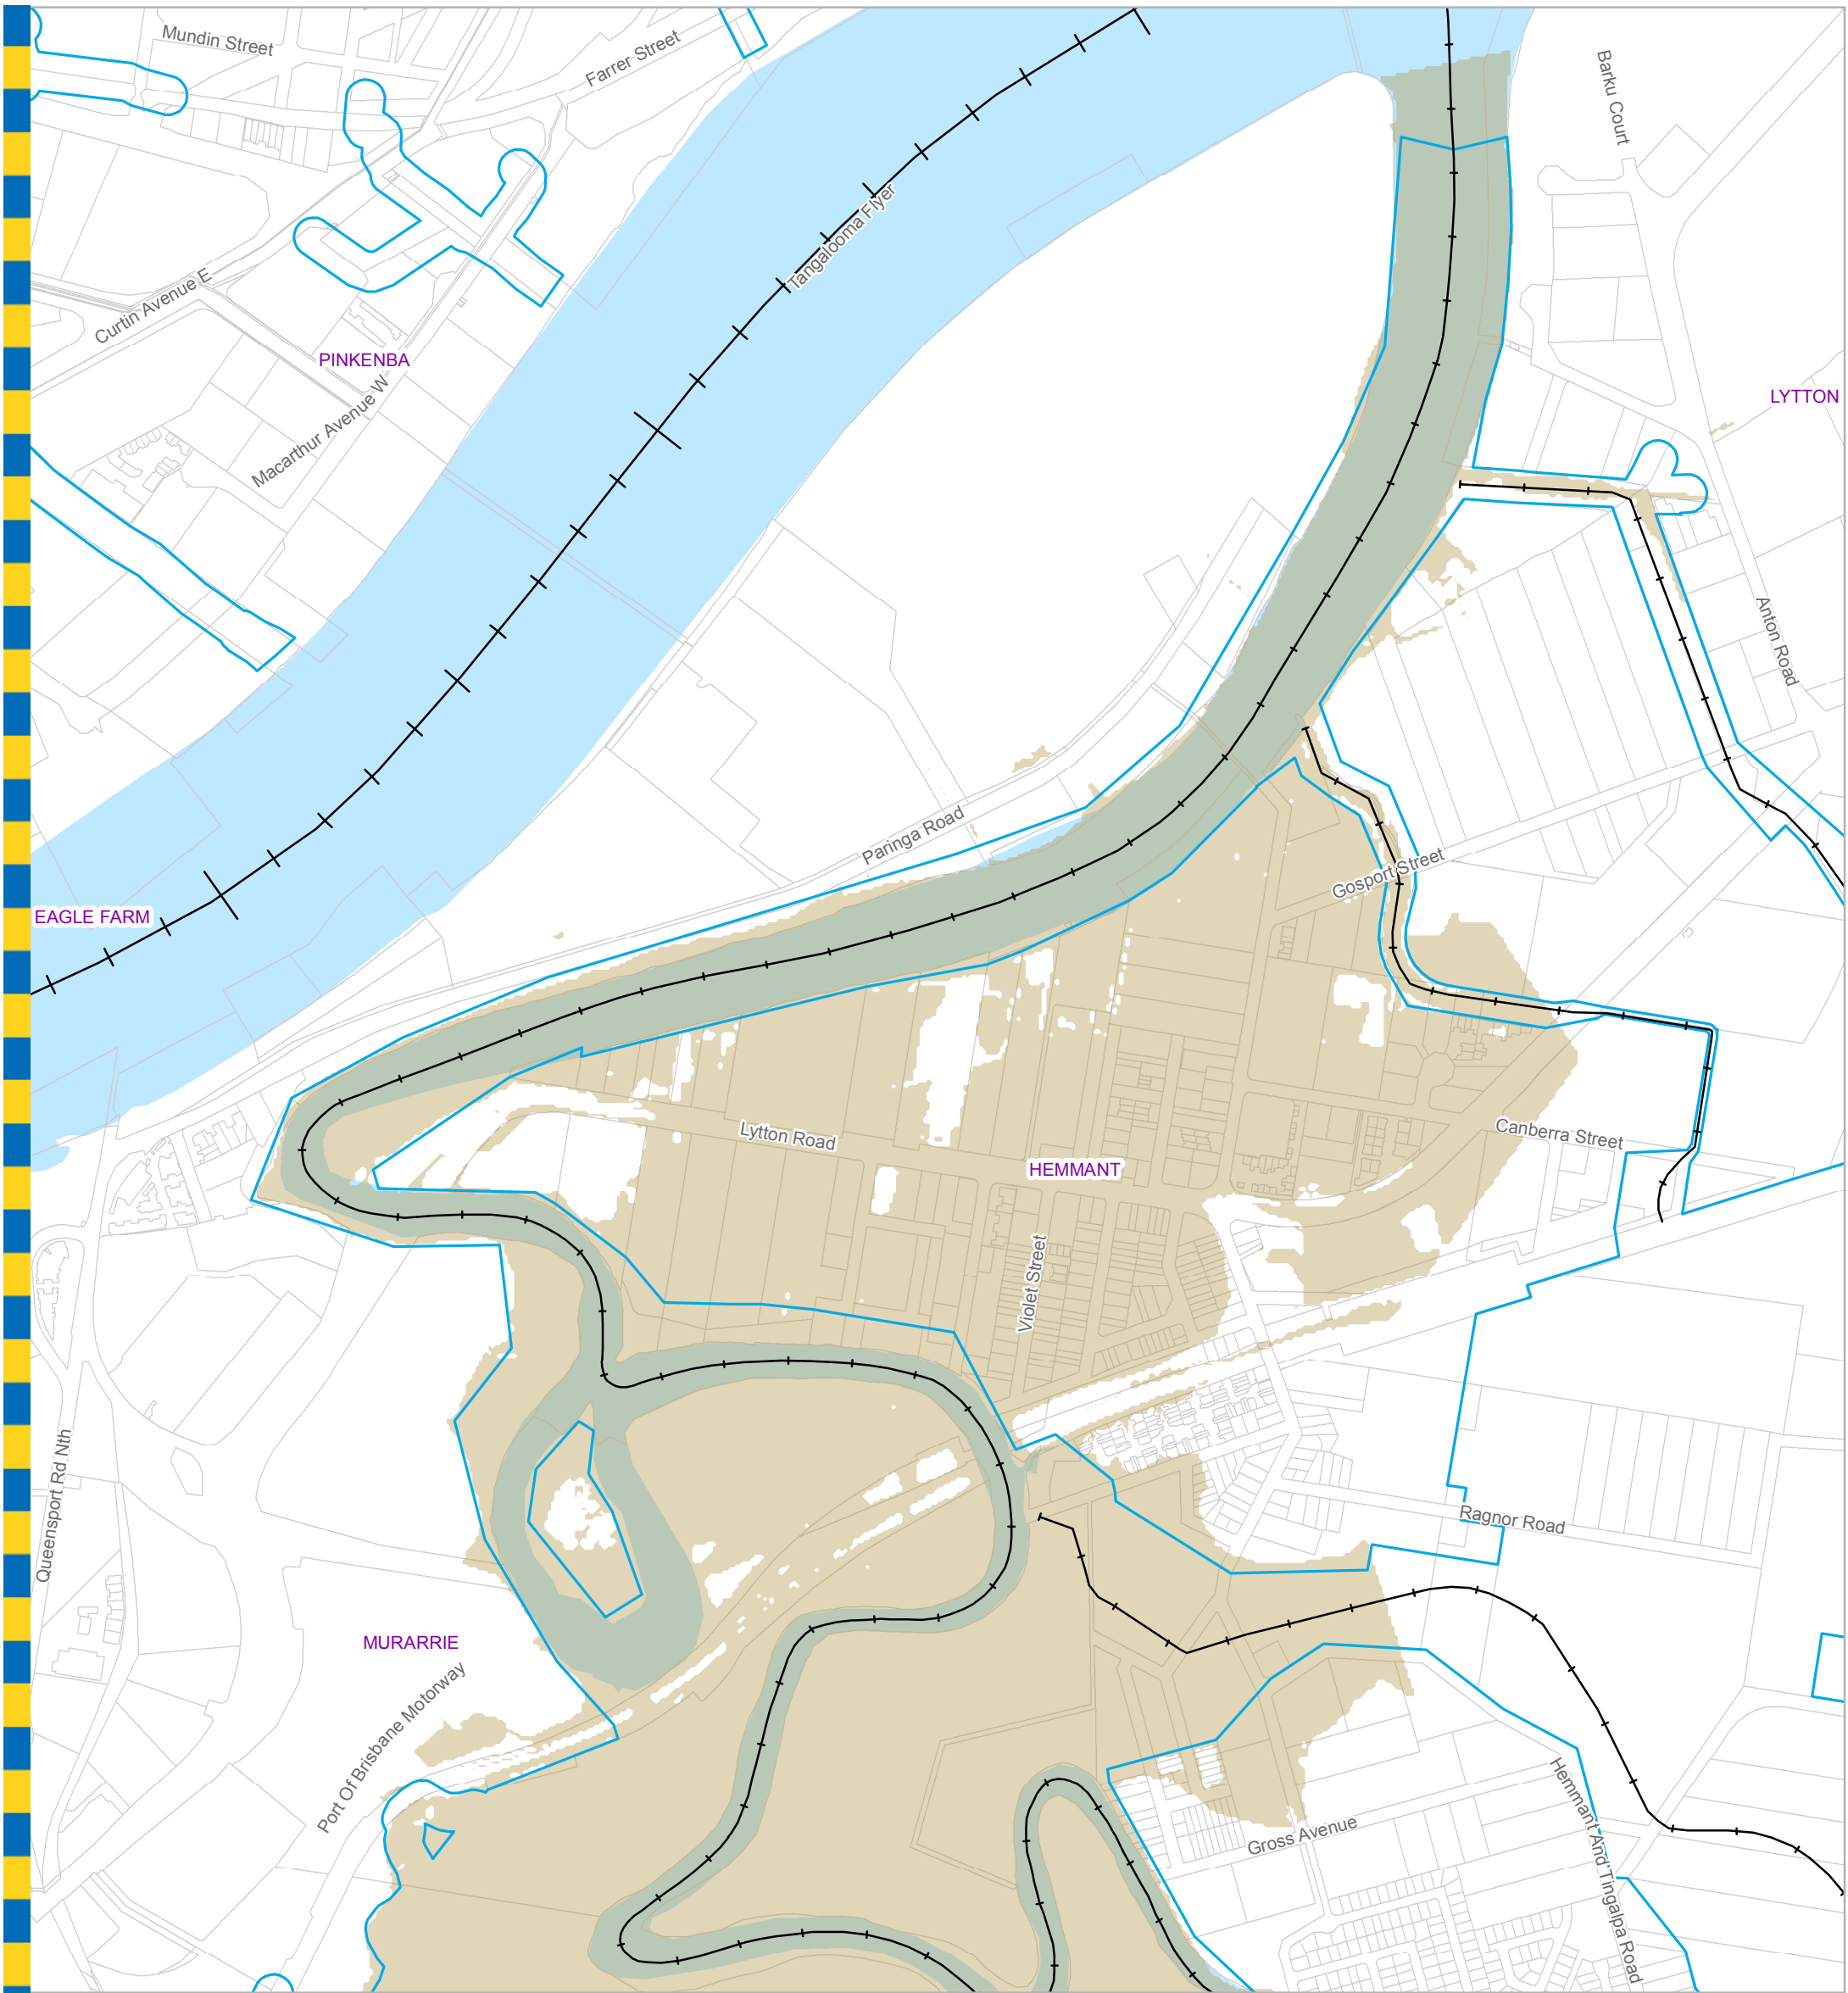 Mundin Street
Farrer Street
Barku Court
Tangalooma Flyer
Curtin Avenue E
PINKENBA
LYTTON
Macarthur Avenue W
Anton Road
Paringa Road
Gosport Street
EAGLE FARM
Lytton Road
Canberra Street
HEMMANT
Violet Street
Queensport Rd Nth
Ragnor Road
MURARRIE
Port Of Brisbane Motorway
Gross Avenue
Hemmant And Tingalpa Road